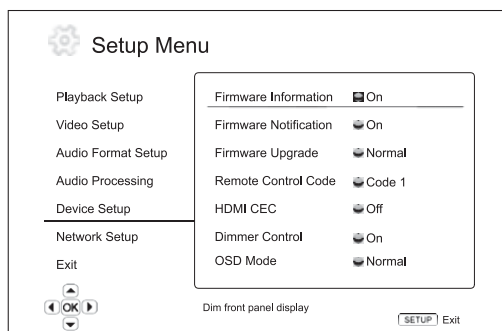 Setup Menu
Playback Setup
Video Setup
Audio Format Setup
Audio Processing
Device Setup
Network Setup
Exit
Firmware Information On
Firmware Notification On
Firmware Upgrade Normal
Remote Control Code Code 1
HDMI CEC Off
Dimmer Control On
OSD Mode Normal
OK
Dim front panel display
SETUP Exit